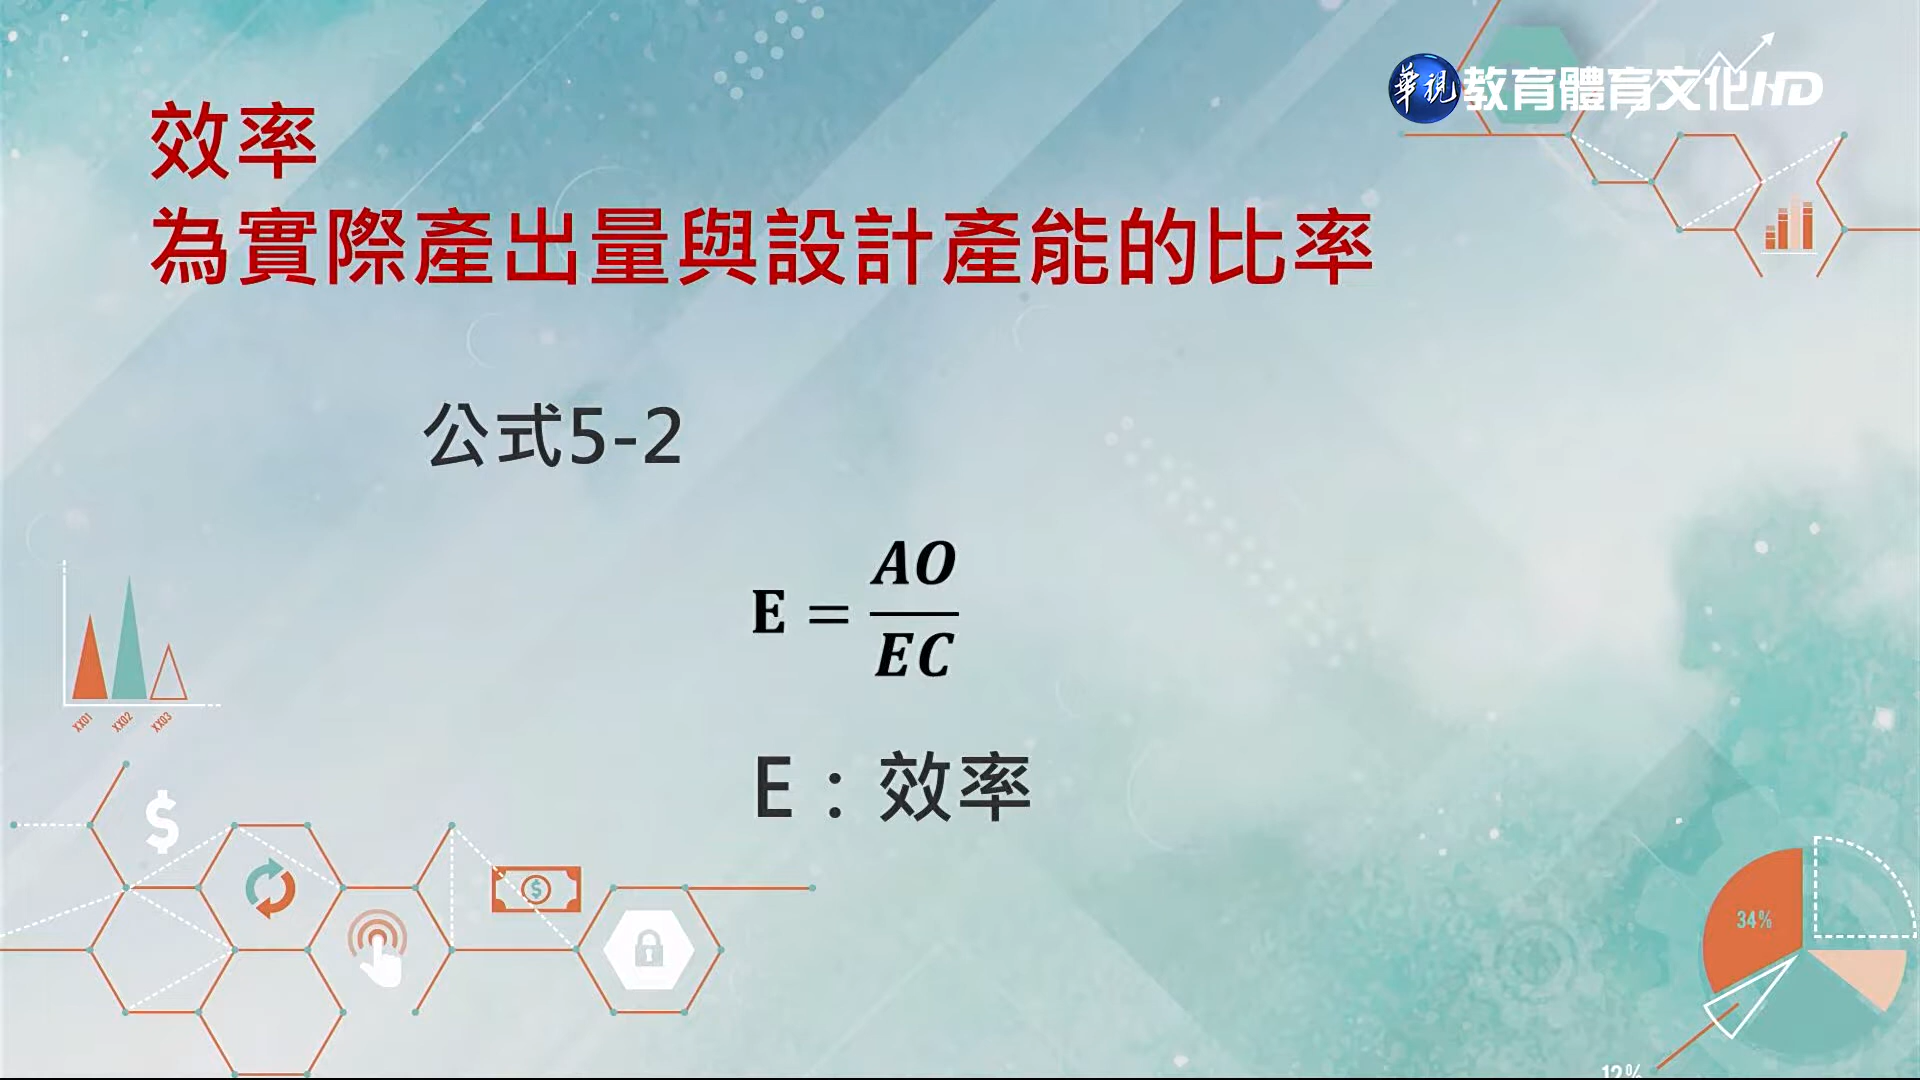 華視 教育體育文化HD
效率
為實際產出量與設計產能的比率
公式5-2
E = AO/EC
E：效率
XX01 XX02 XX03
$
$
34%
12%